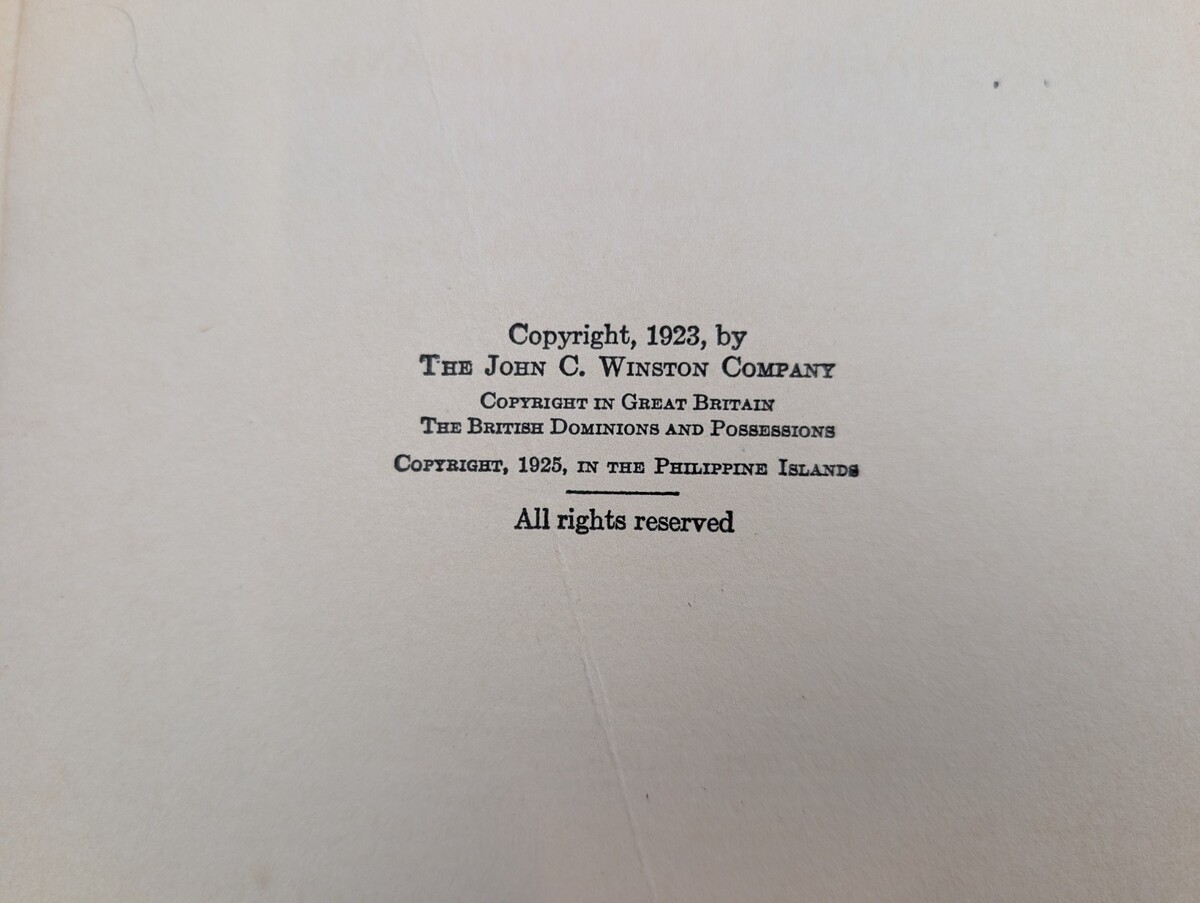 Copyright, 1923, by
THE JOHN C. WINSTON COMPANY
COPYRIGHT IN GREAT BRITAIN
THE BRITISH DOMINIONS AND POSSESSIONS
COPYRIGHT, 1925, IN THE PHILIPPINE ISLANDS
All rights reserved